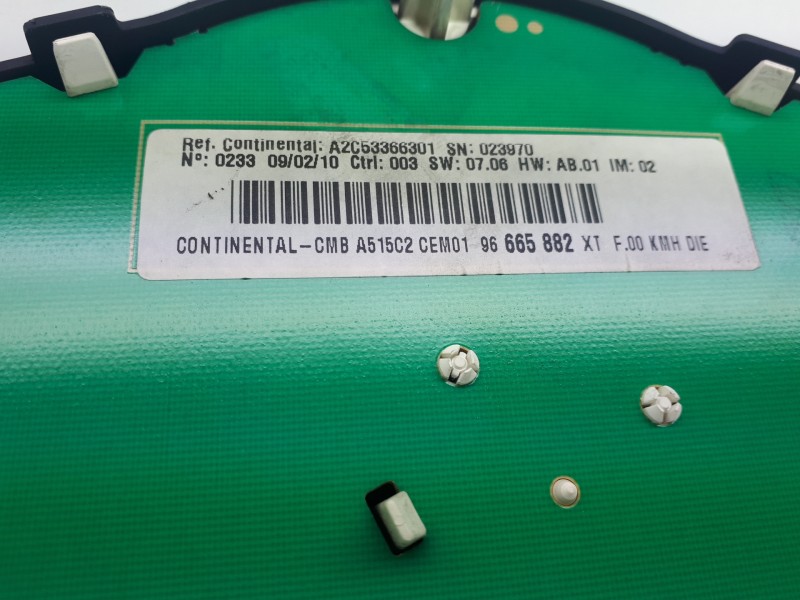 Ref. Continental: A2C53366301 SN: 023970
Nº: 0233 09/02/10 Ctrl: 003 SW: 07.06 HW: AB.01 IM: 02
CONTINENTAL-CMB A515C2 CEM01 96 665 882 XT F.00 KMH DIE